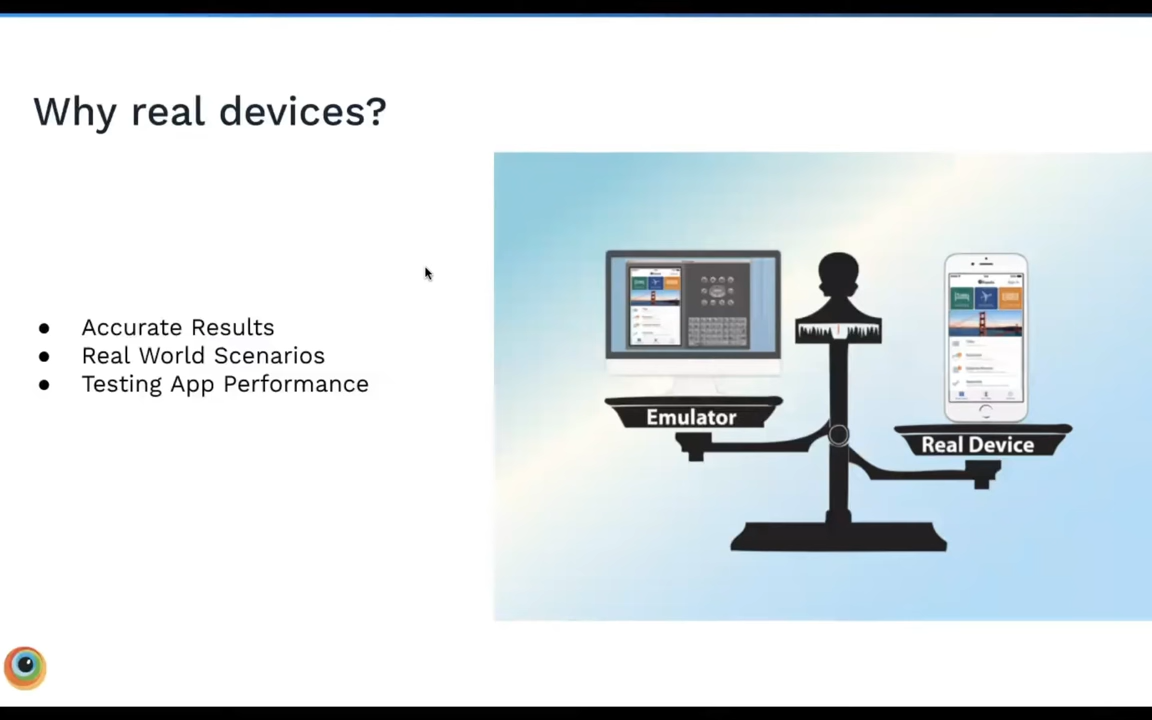 Why real devices?
Accurate Results
Real World Scenarios
Testing App Performance
Emulator
Real Device